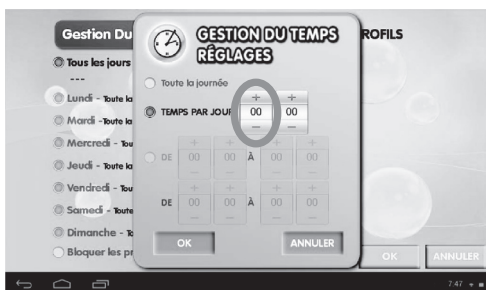 Gestion Du
GESTION DU TEMPS
RÉGLAGES
ROFILS
Tous les jours
---
Toute la journée
Lundi - Toute la
Mardi - Toute la
TEMPS PAR JOUR
+ +
00 00
— —
Mercredi - Tou
Jeudi - Toute la
+ + + +
DE 00 00 À 00 00
— — — —
Vendredi - Tou
Samedi - Toute
+ + + +
DE 00 00 À 00 00
— — — —
Dimanche - To
Bloquer les pr
OK ANNULER
OK ANNULER
7:47